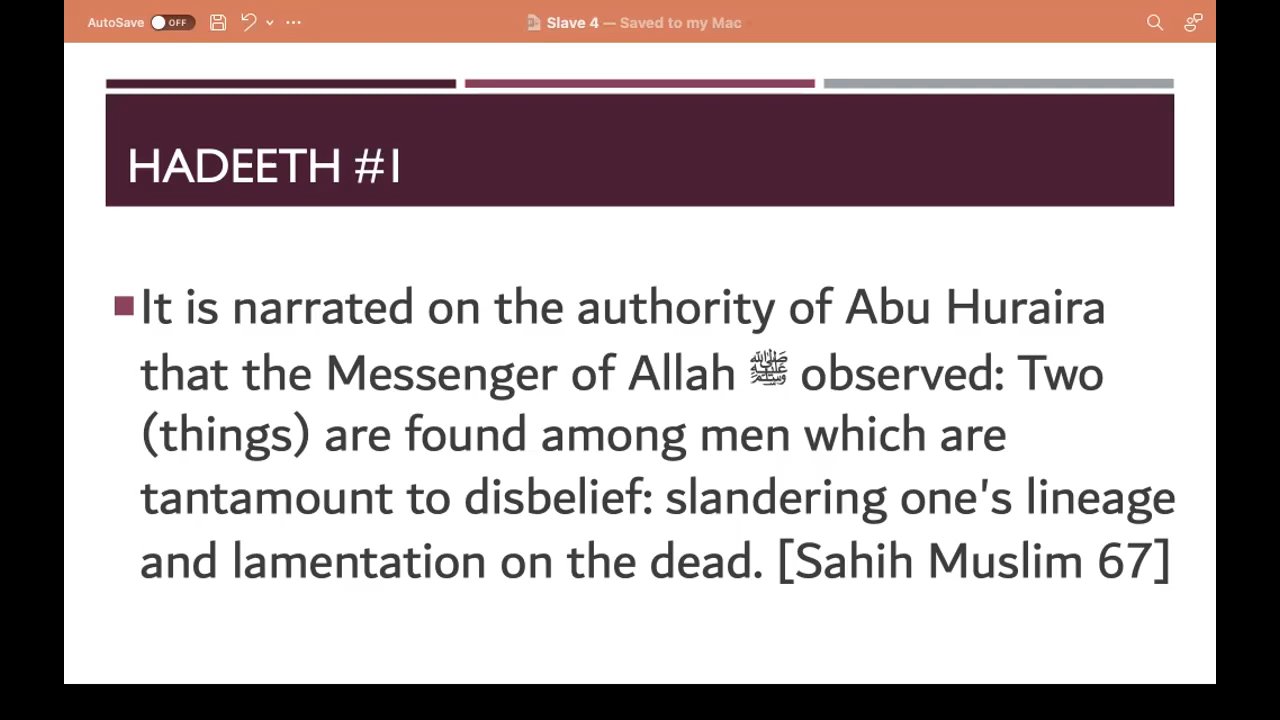 AutoSave OFF
Slave 4 — Saved to my Mac
HADEETH #1
It is narrated on the authority of Abu Huraira
that the Messenger of Allah ﷺ observed: Two
(things) are found among men which are
tantamount to disbelief: slandering one's lineage
and lamentation on the dead. [Sahih Muslim 67]